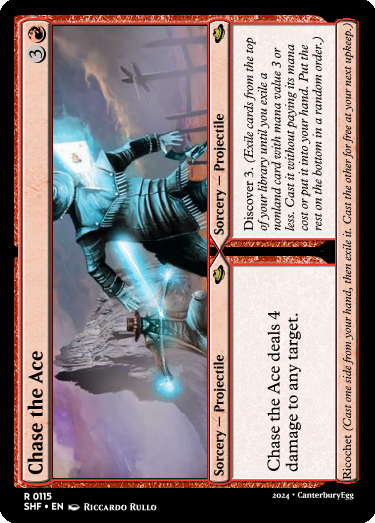 Chase the Ace
3
Sorcery — Projectile
Chase the Ace deals 4
damage to any target.
Sorcery — Projectile
Discover 3. (Exile cards from the top
of your library until you exile a
nonland card with mana value 3 or
less. Cast it without paying its mana
cost or put it into your hand. Put the
rest on the bottom in a random order.)
Ricochet (Cast one side from your hand, then exile it. Cast the other for free at your next upkeep.)
R 0115
SHF • EN Riccardo Rullo
2024 • CanterburyEgg